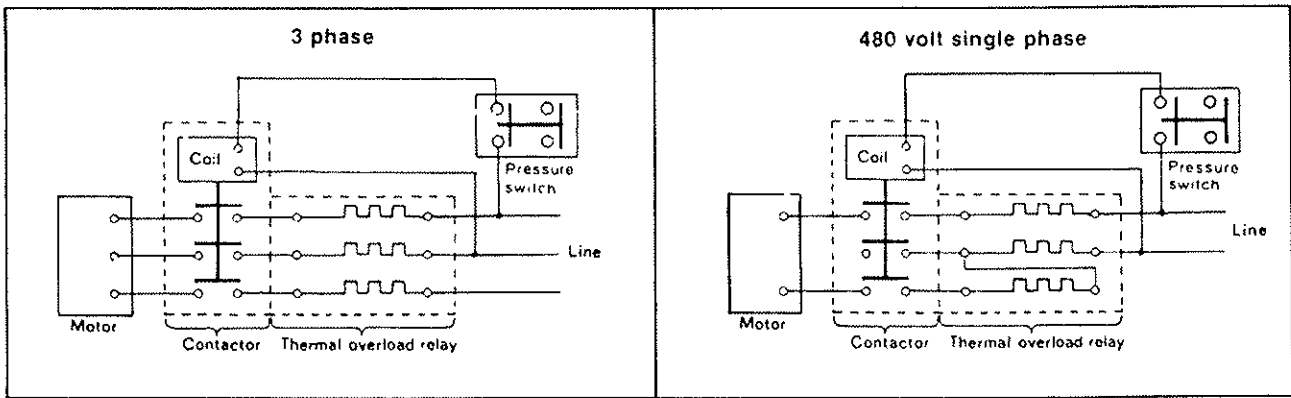 3 phase
Coil
Pressure
switch
Line
Motor
Contactor
Thermal overload relay
480 volt single phase
Coil
Pressure
switch
Line
Motor
Contactor
Thermal overload relay